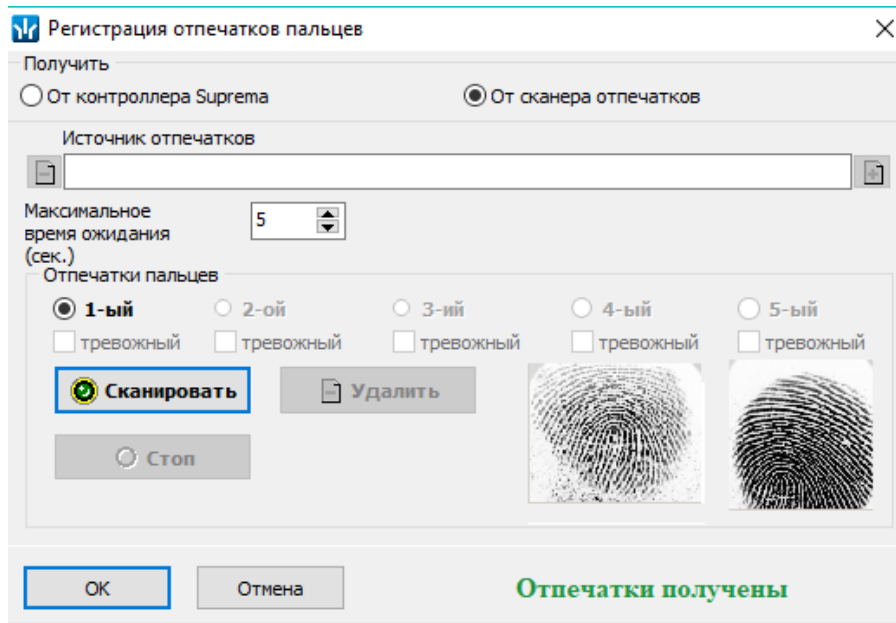 Регистрация отпечатков пальцев
Получить
От контроллера Suprema От сканера отпечатков
Источник отпечатков
Максимальное
время ожидания
(сек.)
5
Отпечатки пальцев
1-ый 2-ой 3-ий 4-ый 5-ый
тревожный тревожный тревожный тревожный тревожный
Сканировать Удалить
Стоп
OK Отмена Отпечатки получены